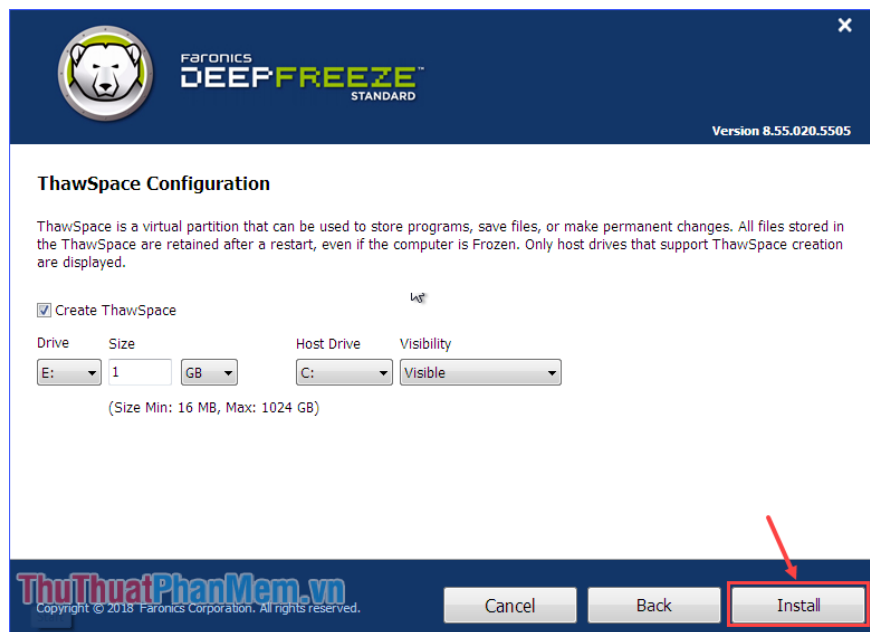 Faronics
DEEPFREEZE™
STANDARD
Version 8.55.020.5505
ThawSpace Configuration
ThawSpace is a virtual partition that can be used to store programs, save files, or make permanent changes. All files stored in
the ThawSpace are retained after a restart, even if the computer is Frozen. Only host drives that support ThawSpace creation
are displayed.
Create ThawSpace
Drive Size Host Drive Visibility
E: 1 GB C: Visible
(Size Min: 16 MB, Max: 1024 GB)
ThuThuatPhanMem.vn
Copyright © 2018 Faronics Corporation. All rights reserved.
Cancel Back Install